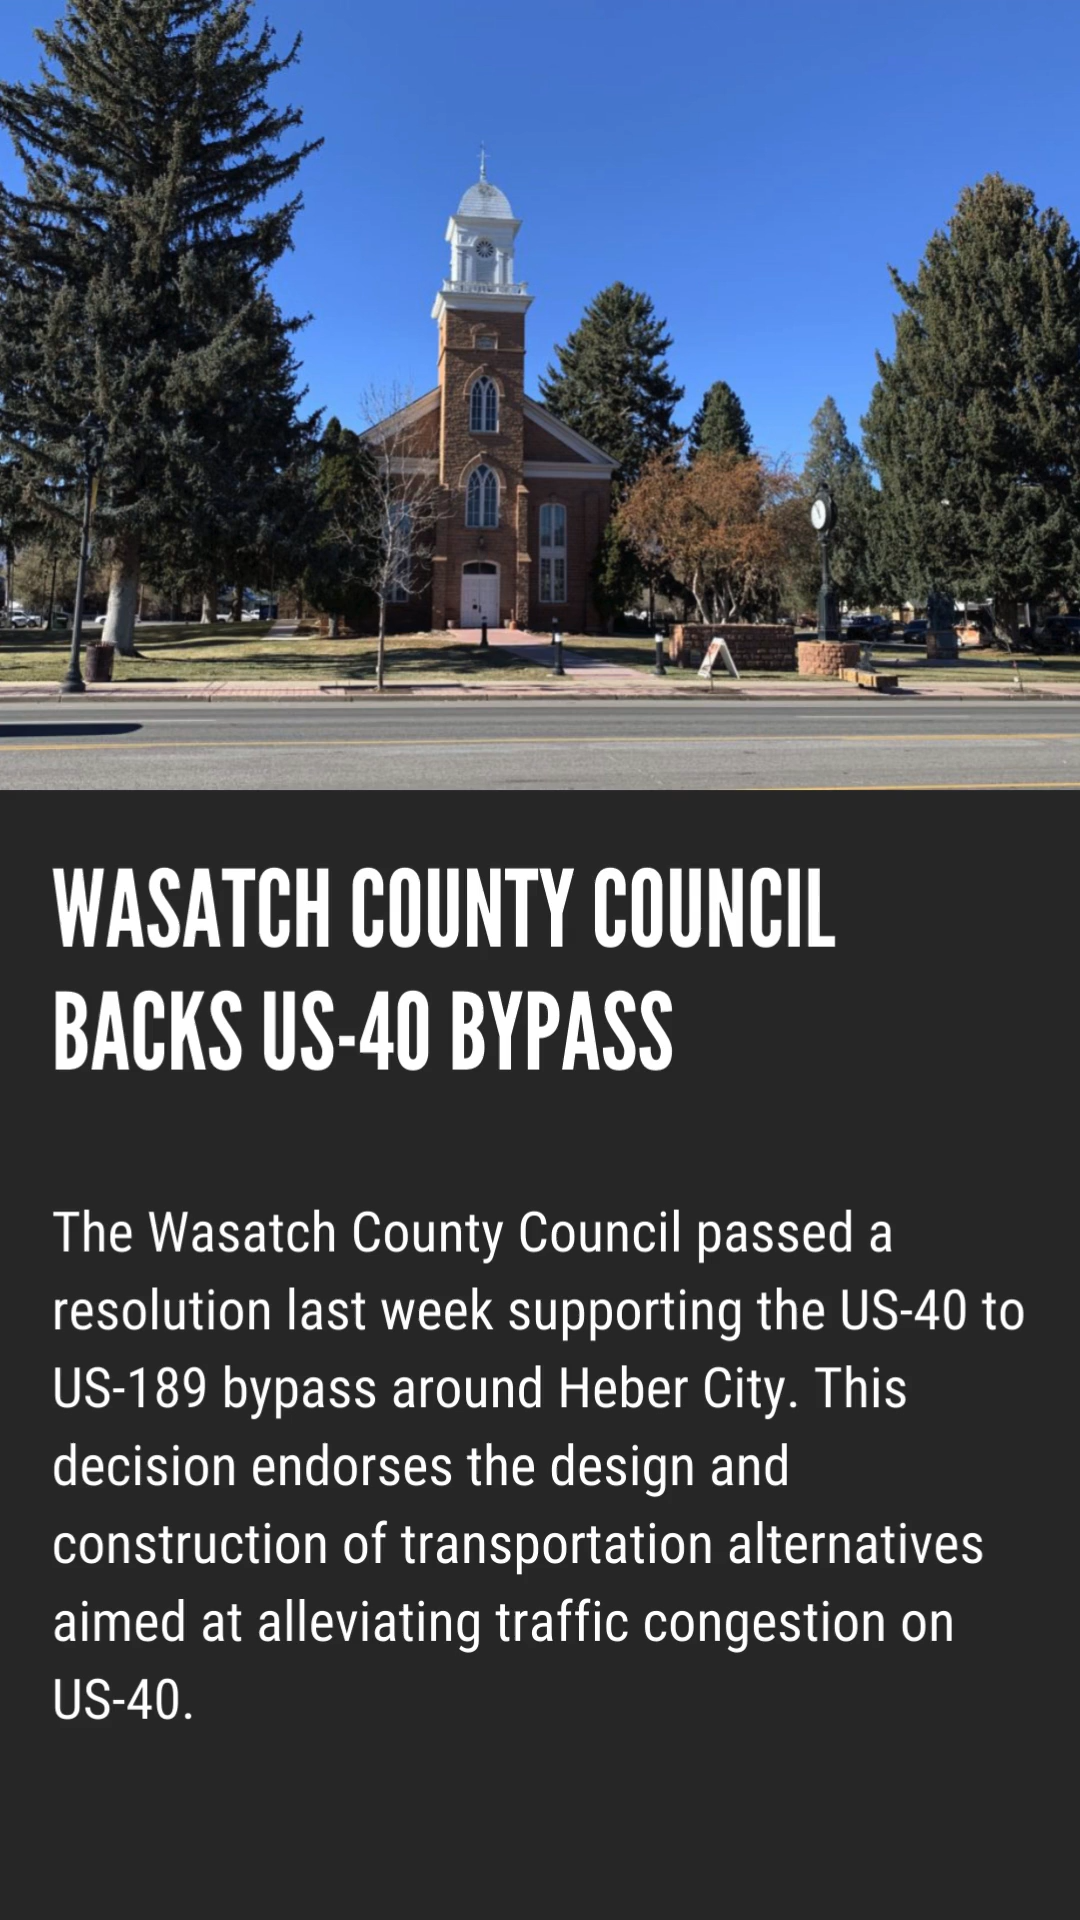 WASATCH COUNTY COUNCIL
BACKS US-40 BYPASS
The Wasatch County Council passed a
resolution last week supporting the US-40 to
US-189 bypass around Heber City. This
decision endorses the design and
construction of transportation alternatives
aimed at alleviating traffic congestion on
US-40.